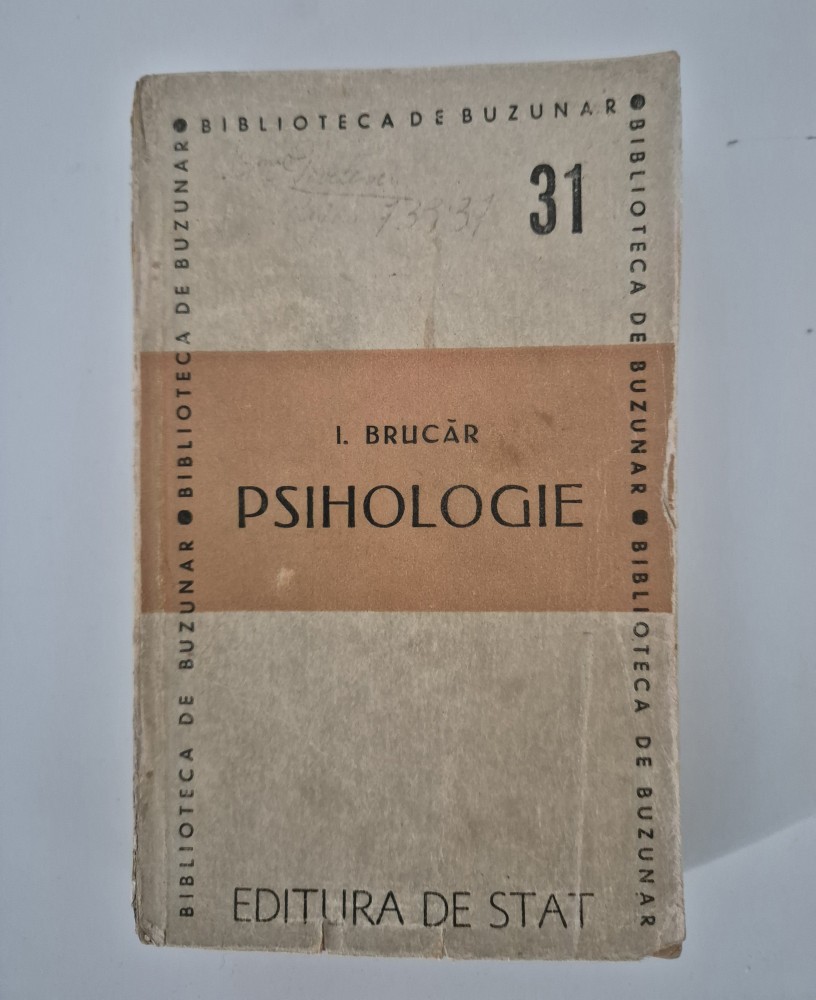 ● BIBLIOTECA DE BUZUNAR ●
31
I. BRUCĂR
PSIHOLOGIE
EDITURA DE STAT
BIBLIOTECA DE BUZUNAR ● BIBLIOTECA DE BUZUNAR
BIBLIOTECA DE BUZUNAR ● BIBLIOTECA DE BUZUNAR